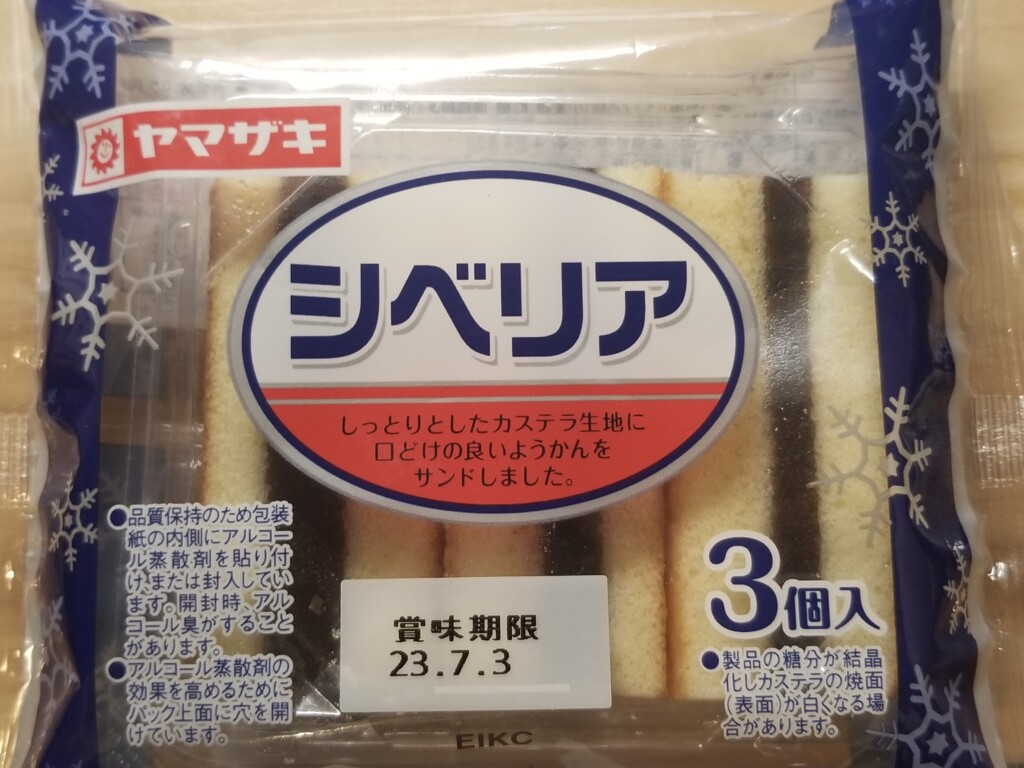 ヤマザキ
シベリア
しっとりとしたカステラ生地に
口どけの良いようかんを
サンドしました。
●品質保持のため包装
紙の内側にアルコー
ル蒸散剤を貼り付
け、または封入してい
ます。開封時、アル
コール臭がすること
があります。
●アルコール蒸散剤の
効果を高めるために
パック上面に穴を開
けています。
賞味期限
23.7.3
3個入
●製品の糖分が結晶
化しカステラの焼面
(表面)が白くなる場
合があります。
EIKC